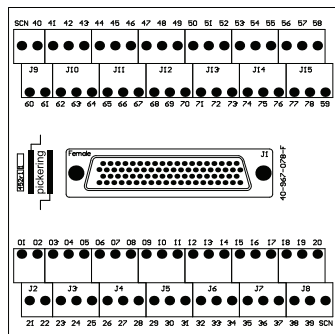 SCN 40 41 42 43 44 45 46 47 48 49 50 51 52 53 54 55 56 57 58
J9 J10 J11 J12 J13 J14 J15
60 61 62 63 64 65 66 67 68 69 70 71 72 73 74 75 76 77 78 59
Female J1
pickering
40-967-078-F
01 02 03 04 05 06 07 08 09 10 11 12 13 14 15 16 17 18 19 20
J2 J3 J4 J5 J6 J7 J8
21 22 23 24 25 26 27 28 29 30 31 32 33 34 35 36 37 38 39 SCN